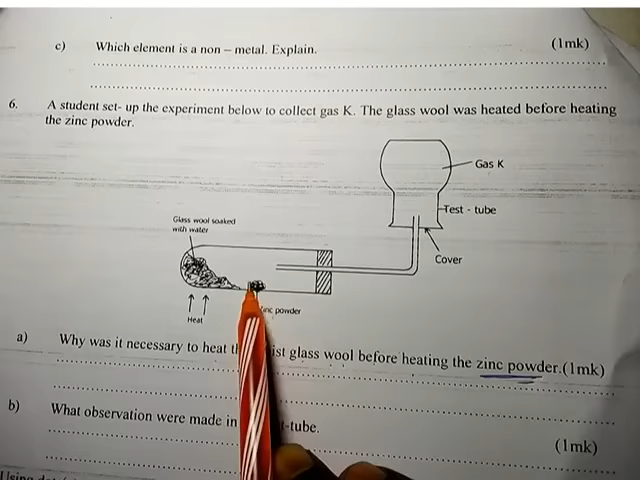 c) Which element is a non – metal. Explain. (1mk)
6. A student set- up the experiment below to collect gas K. The glass wool was heated before heating
the zinc powder.
Gas K
Test - tube
Glass wool soaked
with water
Cover
powder
Heat
a) Why was it necessary to heat glass wool before heating the zinc powder.(1mk)
b) What observation were made in -tube.
(1mk)